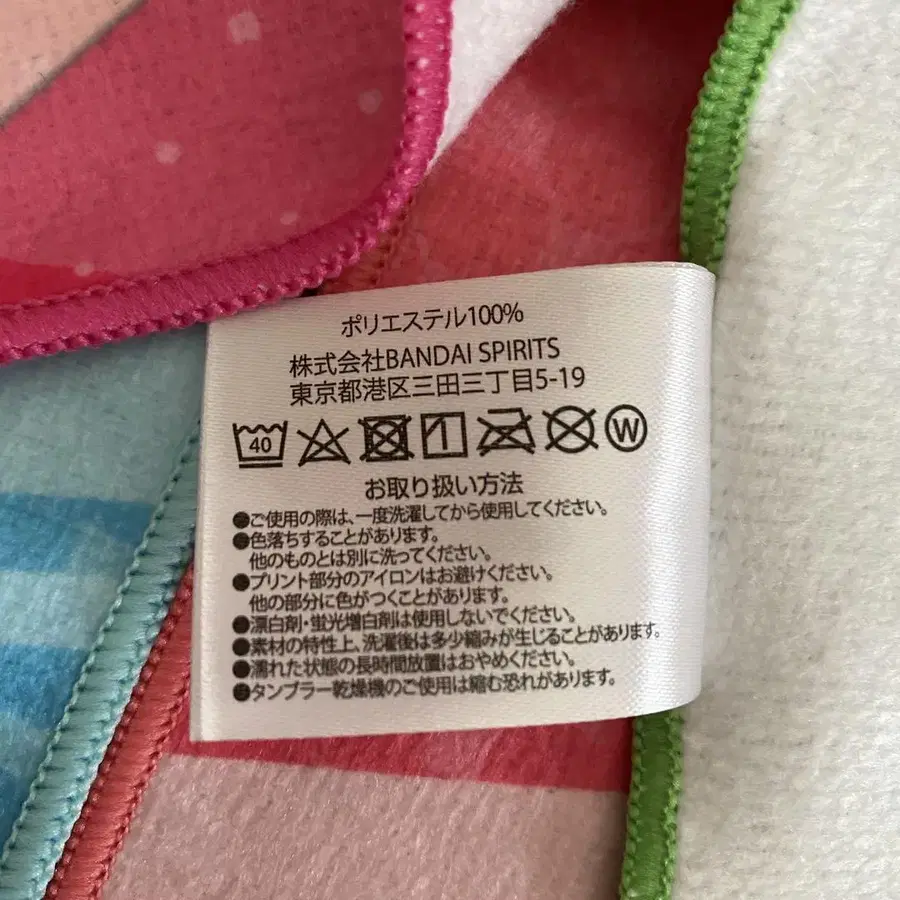 ポリエステル100%
株式会社BANDAI SPIRITS
東京都港区三田三丁目5-19
40 W
お取り扱い方法
●ご使用の際は、一度洗濯してから使用してください。
●色落ちすることがあります。
他のものとは別に洗ってください。
●プリント部分のアイロンはお避けください。
他の部分に色がつくことがあります。
●漂白剤・蛍光増白剤は使用しないでください。
●素材の特性上、洗濯後は多少縮みが生じることがあります。
●濡れた状態の長時間放置はおやめください。
●タンブラー乾燥機のご使用は縮む恐れがあります。